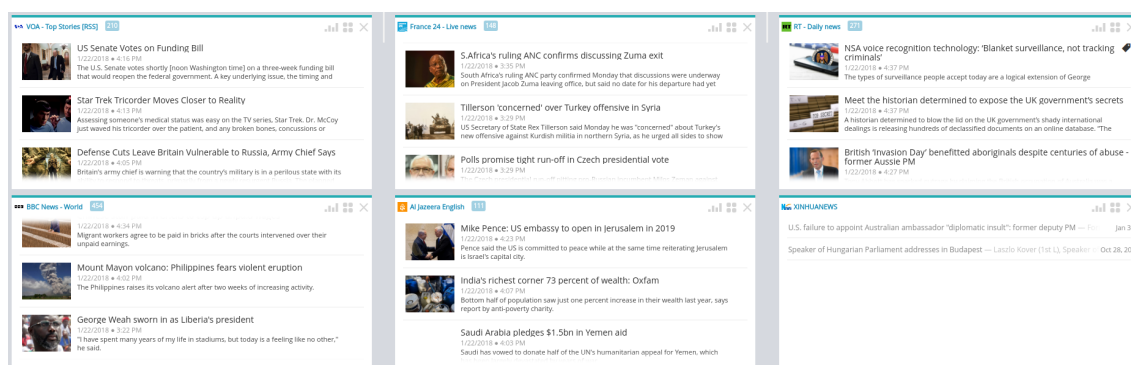 VOA - Top Stories [RSS] 210
US Senate Votes on Funding Bill
1/22/2018 • 4:16 PM
The U.S. Senate votes shortly [noon Washington time] on a three-week funding bill
that would reopen the federal government. A key underlying issue, the timing and
Star Trek Tricorder Moves Closer to Reality
1/22/2018 • 4:13 PM
Assessing someone's medical status was easy on the TV series, Star Trek. Dr. McCoy
just waved his tricorder over the patient, and any broken bones, concussions or
Defense Cuts Leave Britain Vulnerable to Russia, Army Chief Says
1/22/2018 • 4:05 PM
Britain's army chief is warning that the country's military is in a perilous state with its
France 24 - Live news 148
S.Africa's ruling ANC confirms discussing Zuma exit
1/22/2018 • 3:35 PM
South Africa's ruling ANC party confirmed Monday that discussions were underway
on President Jacob Zuma leaving office, but said no date for his departure had yet
Tillerson 'concerned' over Turkey offensive in Syria
1/22/2018 • 3:29 PM
US Secretary of State Rex Tillerson said Monday he was "concerned" about Turkey's
new offensive against Kurdish militia in northern Syria, as he urged all sides to show
Polls promise tight run-off in Czech presidential vote
1/22/2018 • 3:29 PM
RT - Daily news 271
NSA voice recognition technology: 'Blanket surveillance, not tracking
criminals'
1/22/2018 • 4:37 PM
The types of surveillance people accept today are a logical extension of George
Meet the historian determined to expose the UK government's secrets
1/22/2018 • 4:37 PM
A historian determined to blow the lid on the UK government's shady international
dealings is releasing hundreds of declassified documents on an online database. "The
British 'Invasion Day' benefitted aboriginals despite centuries of abuse -
former Aussie PM
1/22/2018 • 4:27 PM
BBC News - World 454
1/22/2018 • 4:34 PM
Migrant workers agree to be paid in bricks after the courts intervened over their
unpaid earnings.
Mount Mayon volcano: Philippines fears violent eruption
1/22/2018 • 4:02 PM
The Philippines raises its volcano alert after two weeks of increasing activity.
George Weah sworn in as Liberia's president
1/22/2018 • 3:22 PM
"I have spent many years of my life in stadiums, but today is a feeling like no other,"
he said.
Al Jazeera English 111
Mike Pence: US embassy to open in Jerusalem in 2019
1/22/2018 • 4:23 PM
Pence said the US is committed to peace while at the same time reiterating Jerusalem
is Israel's capital city.
India's richest corner 73 percent of wealth: Oxfam
1/22/2018 • 4:07 PM
Bottom half of population saw just one percent increase in their wealth last year, says
report by anti-poverty charity.
Saudi Arabia pledges $1.5bn in Yemen aid
1/22/2018 • 4:03 PM
Saudi has vowed to donate half of the UN's humanitarian appeal for Yemen, which
XINHUANEWS
U.S. failure to appoint Australian ambassador "diplomatic insult": former deputy PM — Jan 3
Speaker of Hungarian Parliament addresses in Budapest — Laszlo Kover (1st L), Speaker Oct 28, 20